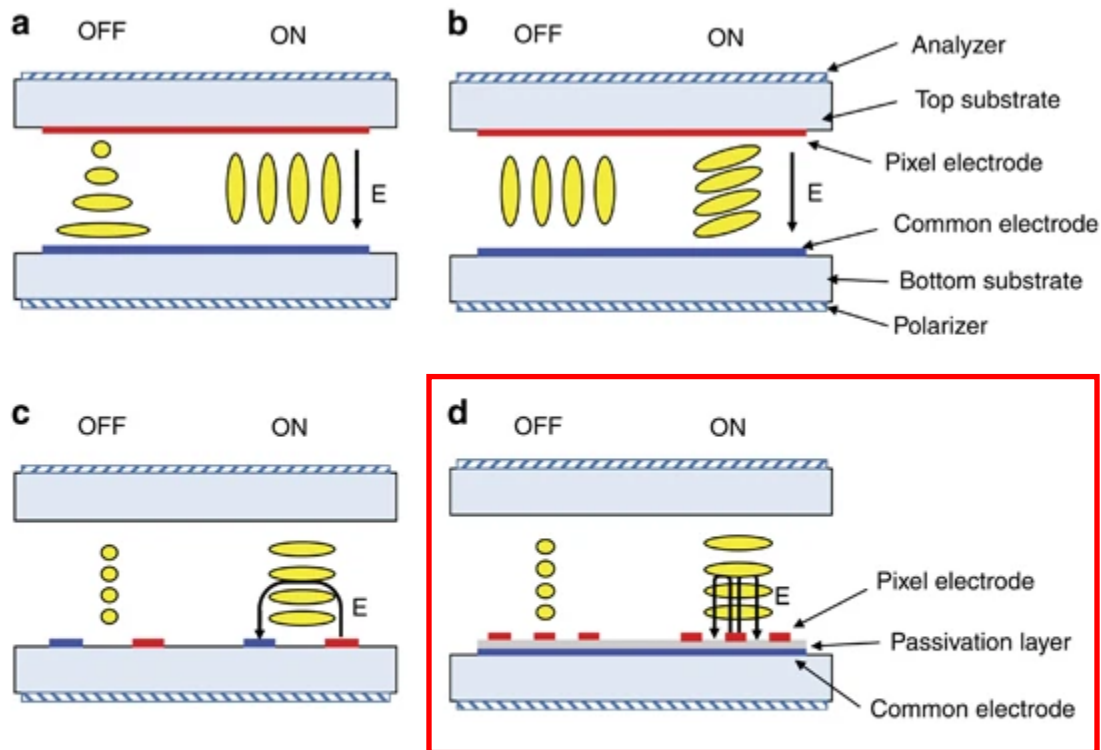 a
OFF
ON
E
b
OFF
ON
E
Analyzer
Top substrate
Pixel electrode
Common electrode
Bottom substrate
Polarizer
c
OFF
ON
E
d
OFF
ON
E
Pixel electrode
Passivation layer
Common electrode